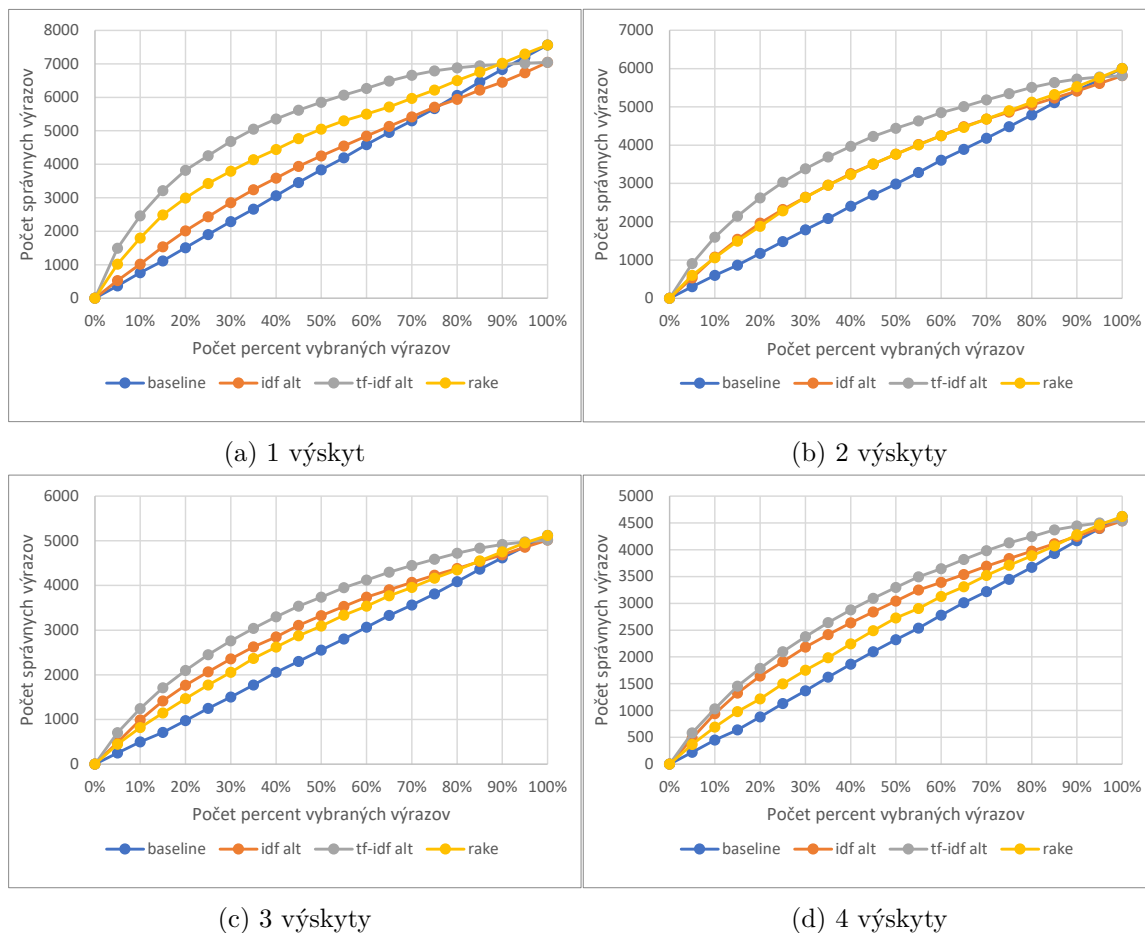 8000
7000
6000
5000
4000
3000
2000
1000
0
Počet správnych výrazov
0% 10% 20% 30% 40% 50% 60% 70% 80% 90% 100%
Počet percent vybraných výrazov
baseline idf alt tf-idf alt rake
(a) 1 výskyt
7000
6000
5000
4000
3000
2000
1000
0
Počet správnych výrazov
0% 10% 20% 30% 40% 50% 60% 70% 80% 90% 100%
Počet percent vybraných výrazov
baseline idf alt tf-idf alt rake
(b) 2 výskyty
6000
5000
4000
3000
2000
1000
0
Počet správnych výrazov
0% 10% 20% 30% 40% 50% 60% 70% 80% 90% 100%
Počet percent vybraných výrazov
baseline idf alt tf-idf alt rake
(c) 3 výskyty
5000
4500
4000
3500
3000
2500
2000
1500
1000
500
0
Počet správnych výrazov
0% 10% 20% 30% 40% 50% 60% 70% 80% 90% 100%
Počet percent vybraných výrazov
baseline idf alt tf-idf alt rake
(d) 4 výskyty